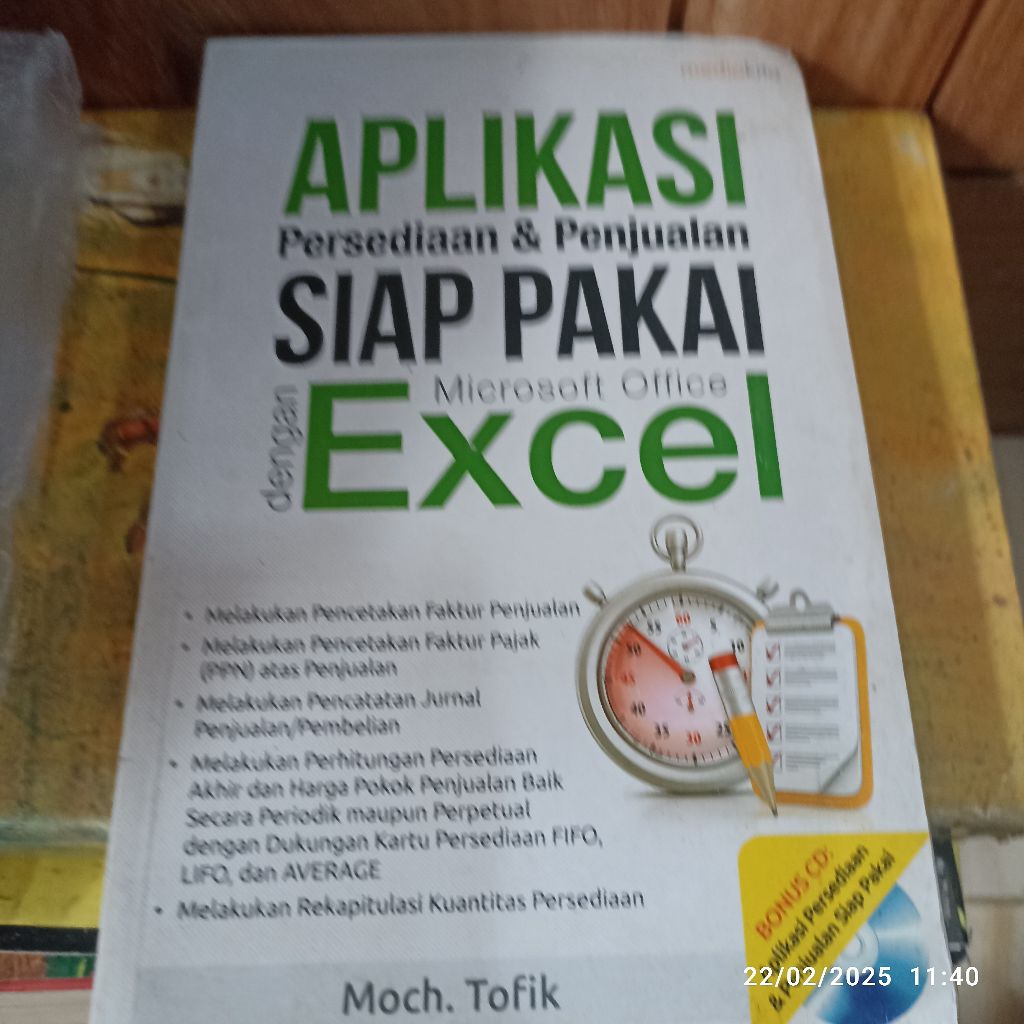 mediakita
APLIKASI
Persediaan & Penjualan
SIAP PAKAI
dengan
Microsoft Office
Excel
• Melakukan Pencetakan Faktur Penjualan
• Melakukan Pencetakan Faktur Pajak
(PPN) atas Penjualan
• Melakukan Pencatatan Jurnal
Penjualan/Pembelian
• Melakukan Perhitungan Persediaan
Akhir dan Harga Pokok Penjualan Baik
Secara Periodik maupun Perpetual
dengan Dukungan Kartu Persediaan FIFO,
LIFO, dan AVERAGE
• Melakukan Rekapitulasi Kuantitas Persediaan
BONUS CD:
Aplikasi Persediaan
& Penjualan Siap Pakai
Moch. Tofik
22/02/2025 11:40